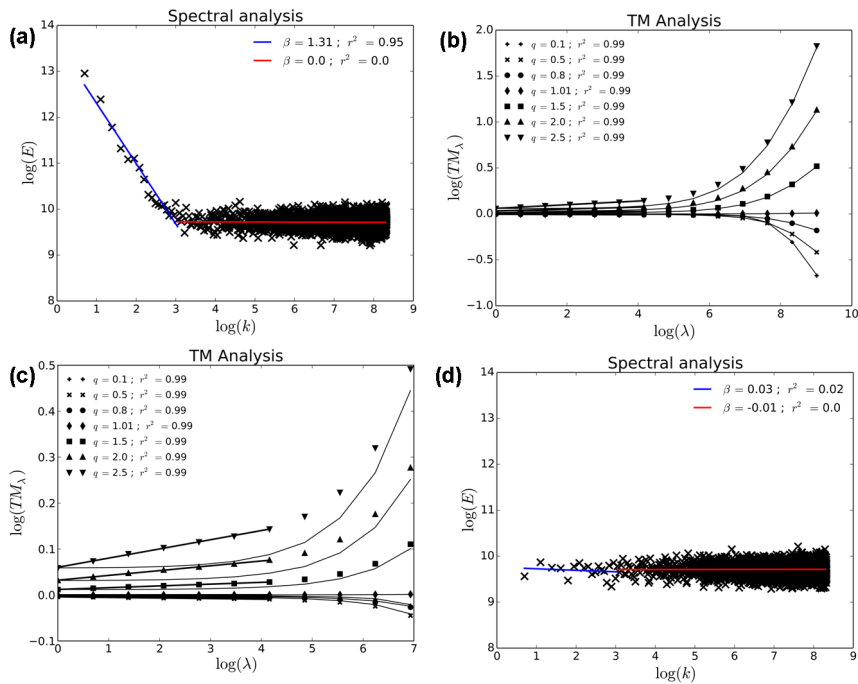 (a)
Spectral analysis
β = 1.31 ; r² = 0.95
β = 0.0 ; r² = 0.0
log(E)
14
13
12
11
10
9
8
0 1 2 3 4 5 6 7 8 9
log(k)
(b)
TM Analysis
q = 0.1 ; r² = 0.99
q = 0.5 ; r² = 0.99
q = 0.8 ; r² = 0.99
q = 1.01 ; r² = 0.99
q = 1.5 ; r² = 0.99
q = 2.0 ; r² = 0.99
q = 2.5 ; r² = 0.99
log(TM_λ)
2.0
1.5
1.0
0.5
0.0
−0.5
−1.0
0 2 4 6 8 10
log(λ)
(c)
TM Analysis
q = 0.1 ; r² = 0.99
q = 0.5 ; r² = 0.99
q = 0.8 ; r² = 0.99
q = 1.01 ; r² = 0.99
q = 1.5 ; r² = 0.99
q = 2.0 ; r² = 0.99
q = 2.5 ; r² = 0.99
log(TM_λ)
0.5
0.4
0.3
0.2
0.1
0.0
−0.1
0 1 2 3 4 5 6 7
log(λ)
(d)
Spectral analysis
β = 0.03 ; r² = 0.02
β = -0.01 ; r² = 0.0
log(E)
14
13
12
11
10
9
8
0 1 2 3 4 5 6 7 8 9
log(k)